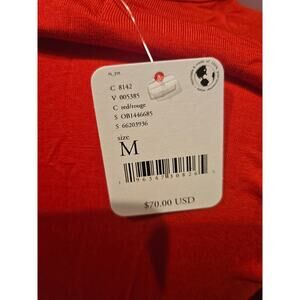 C 8142
V 005385
C red/rouge
S OB1446685
S 66203936
size
M
$70.00 USD